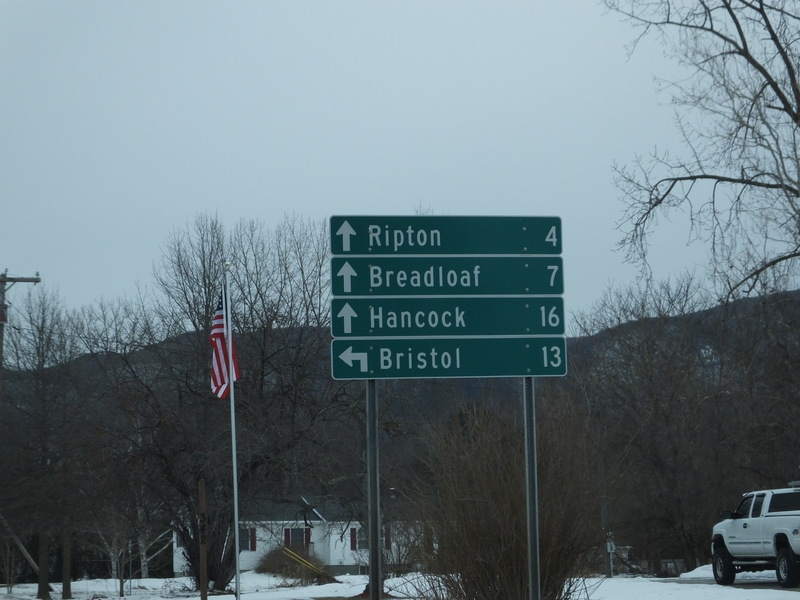 Ripton 4
Breadloaf 7
Hancock 16
Bristol 13